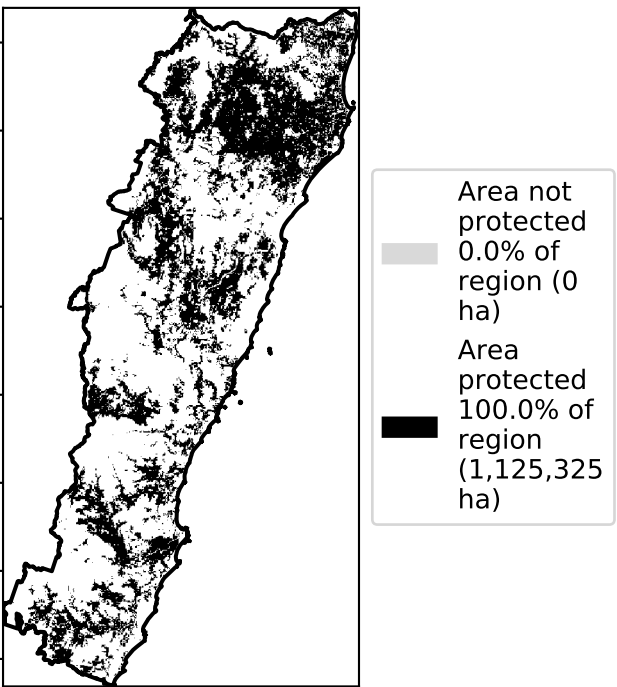 Area not
protected
0.0% of
region (0
ha)
Area
protected
100.0% of
region
(1,125,325
ha)